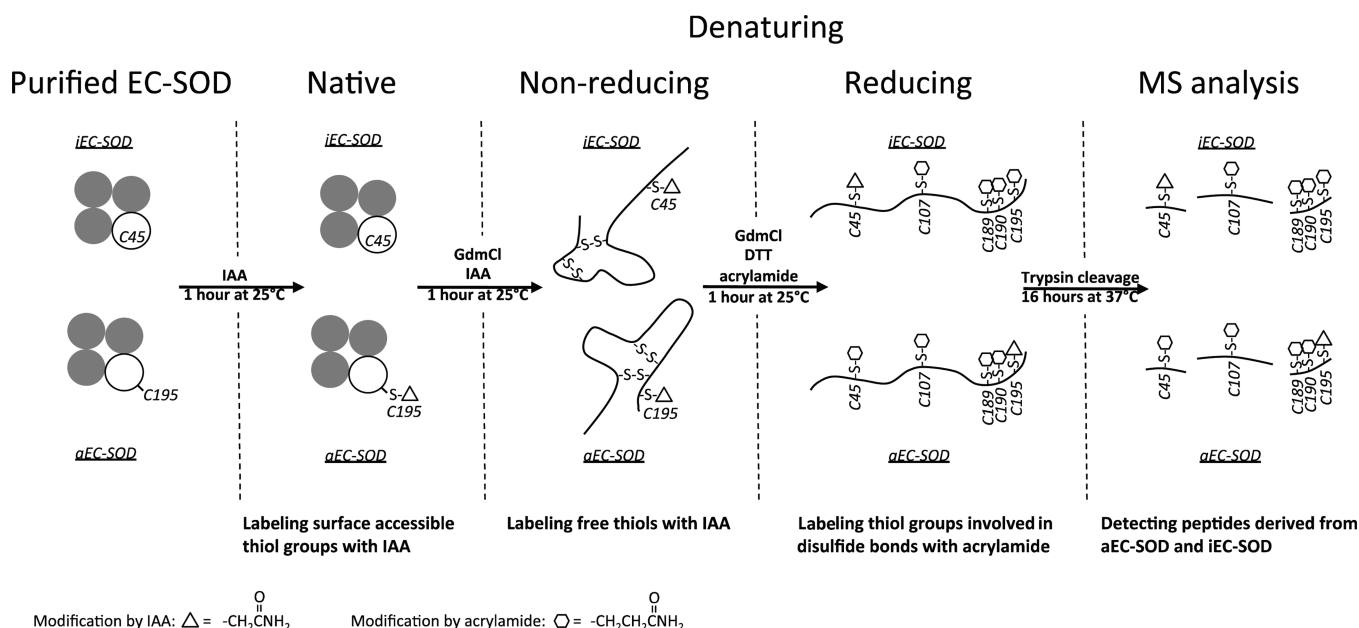 Denaturing
Purified EC-SOD
Native
Non-reducing
Reducing
MS analysis
iEC-SOD
iEC-SOD
iEC-SOD
iEC-SOD
iEC-SOD
C45
C45
-S-
C45
S-S-
S-S
C45 -S-
C107 -S-
C189 -S-
C190 -S-
C195 -S-
C45 -S-
C107 -S-
C189 -S-
C190 -S-
C195 -S-
IAA
1 hour at 25°C
GdmCl
IAA
1 hour at 25°C
GdmCl
DTT
acrylamide
1 hour at 25°C
Trypsin cleavage
16 hours at 37°C
C195
S-
C195
-S-S-
-S-S-
-S-
C195
C45 -S-
C107 -S-
C189 -S-
C190 -S-
C195 -S-
C45 -S-
C107 -S-
C189 -S-
C190 -S-
C195 -S-
aEC-SOD
aEC-SOD
aEC-SOD
aEC-SOD
aEC-SOD
Labeling surface accessible
thiol groups with IAA
Labeling free thiols with IAA
Labeling thiol groups involved in
disulfide bonds with acrylamide
Detecting peptides derived from
aEC-SOD and iEC-SOD
Modification by IAA: △ = -CH₂CNH₂
O
Modification by acrylamide: ⬡ = -CH₂CH₂CNH₂
O